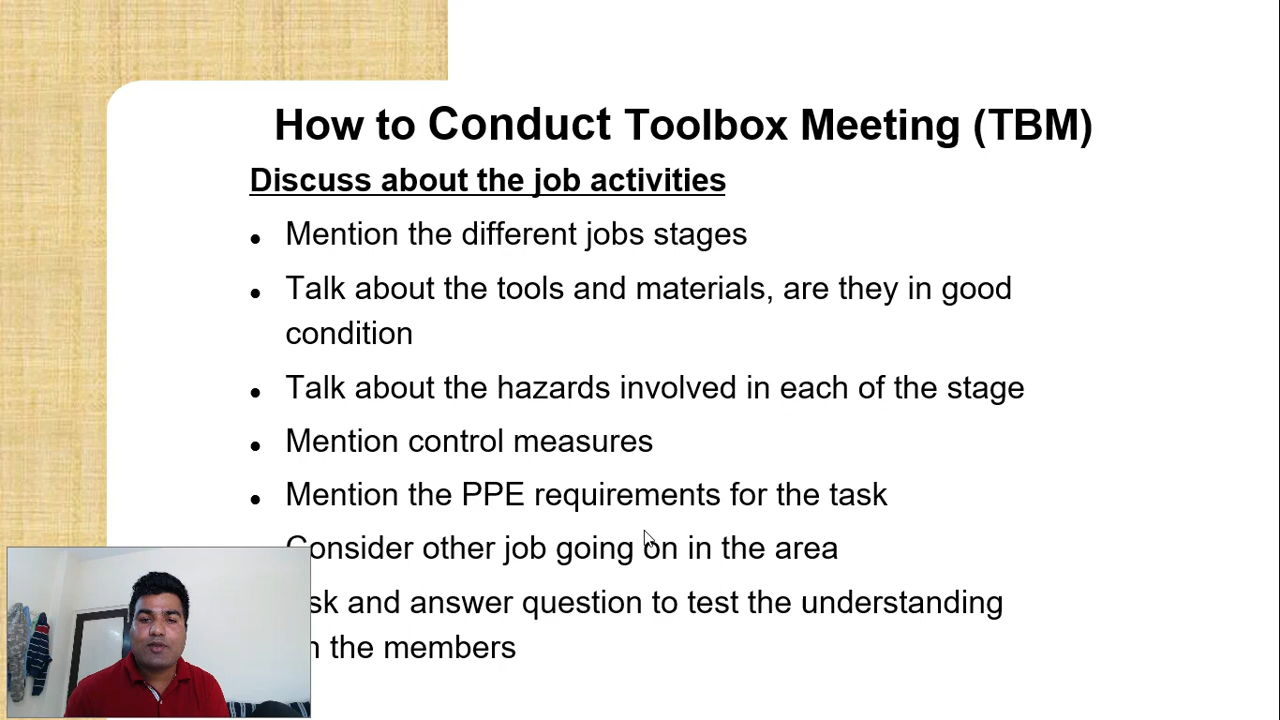 How to Conduct Toolbox Meeting (TBM)
Discuss about the job activities
• Mention the different jobs stages
• Talk about the tools and materials, are they in good
condition
• Talk about the hazards involved in each of the stage
• Mention control measures
• Mention the PPE requirements for the task
Consider other job going on in the area
and answer question to test the understanding
the members